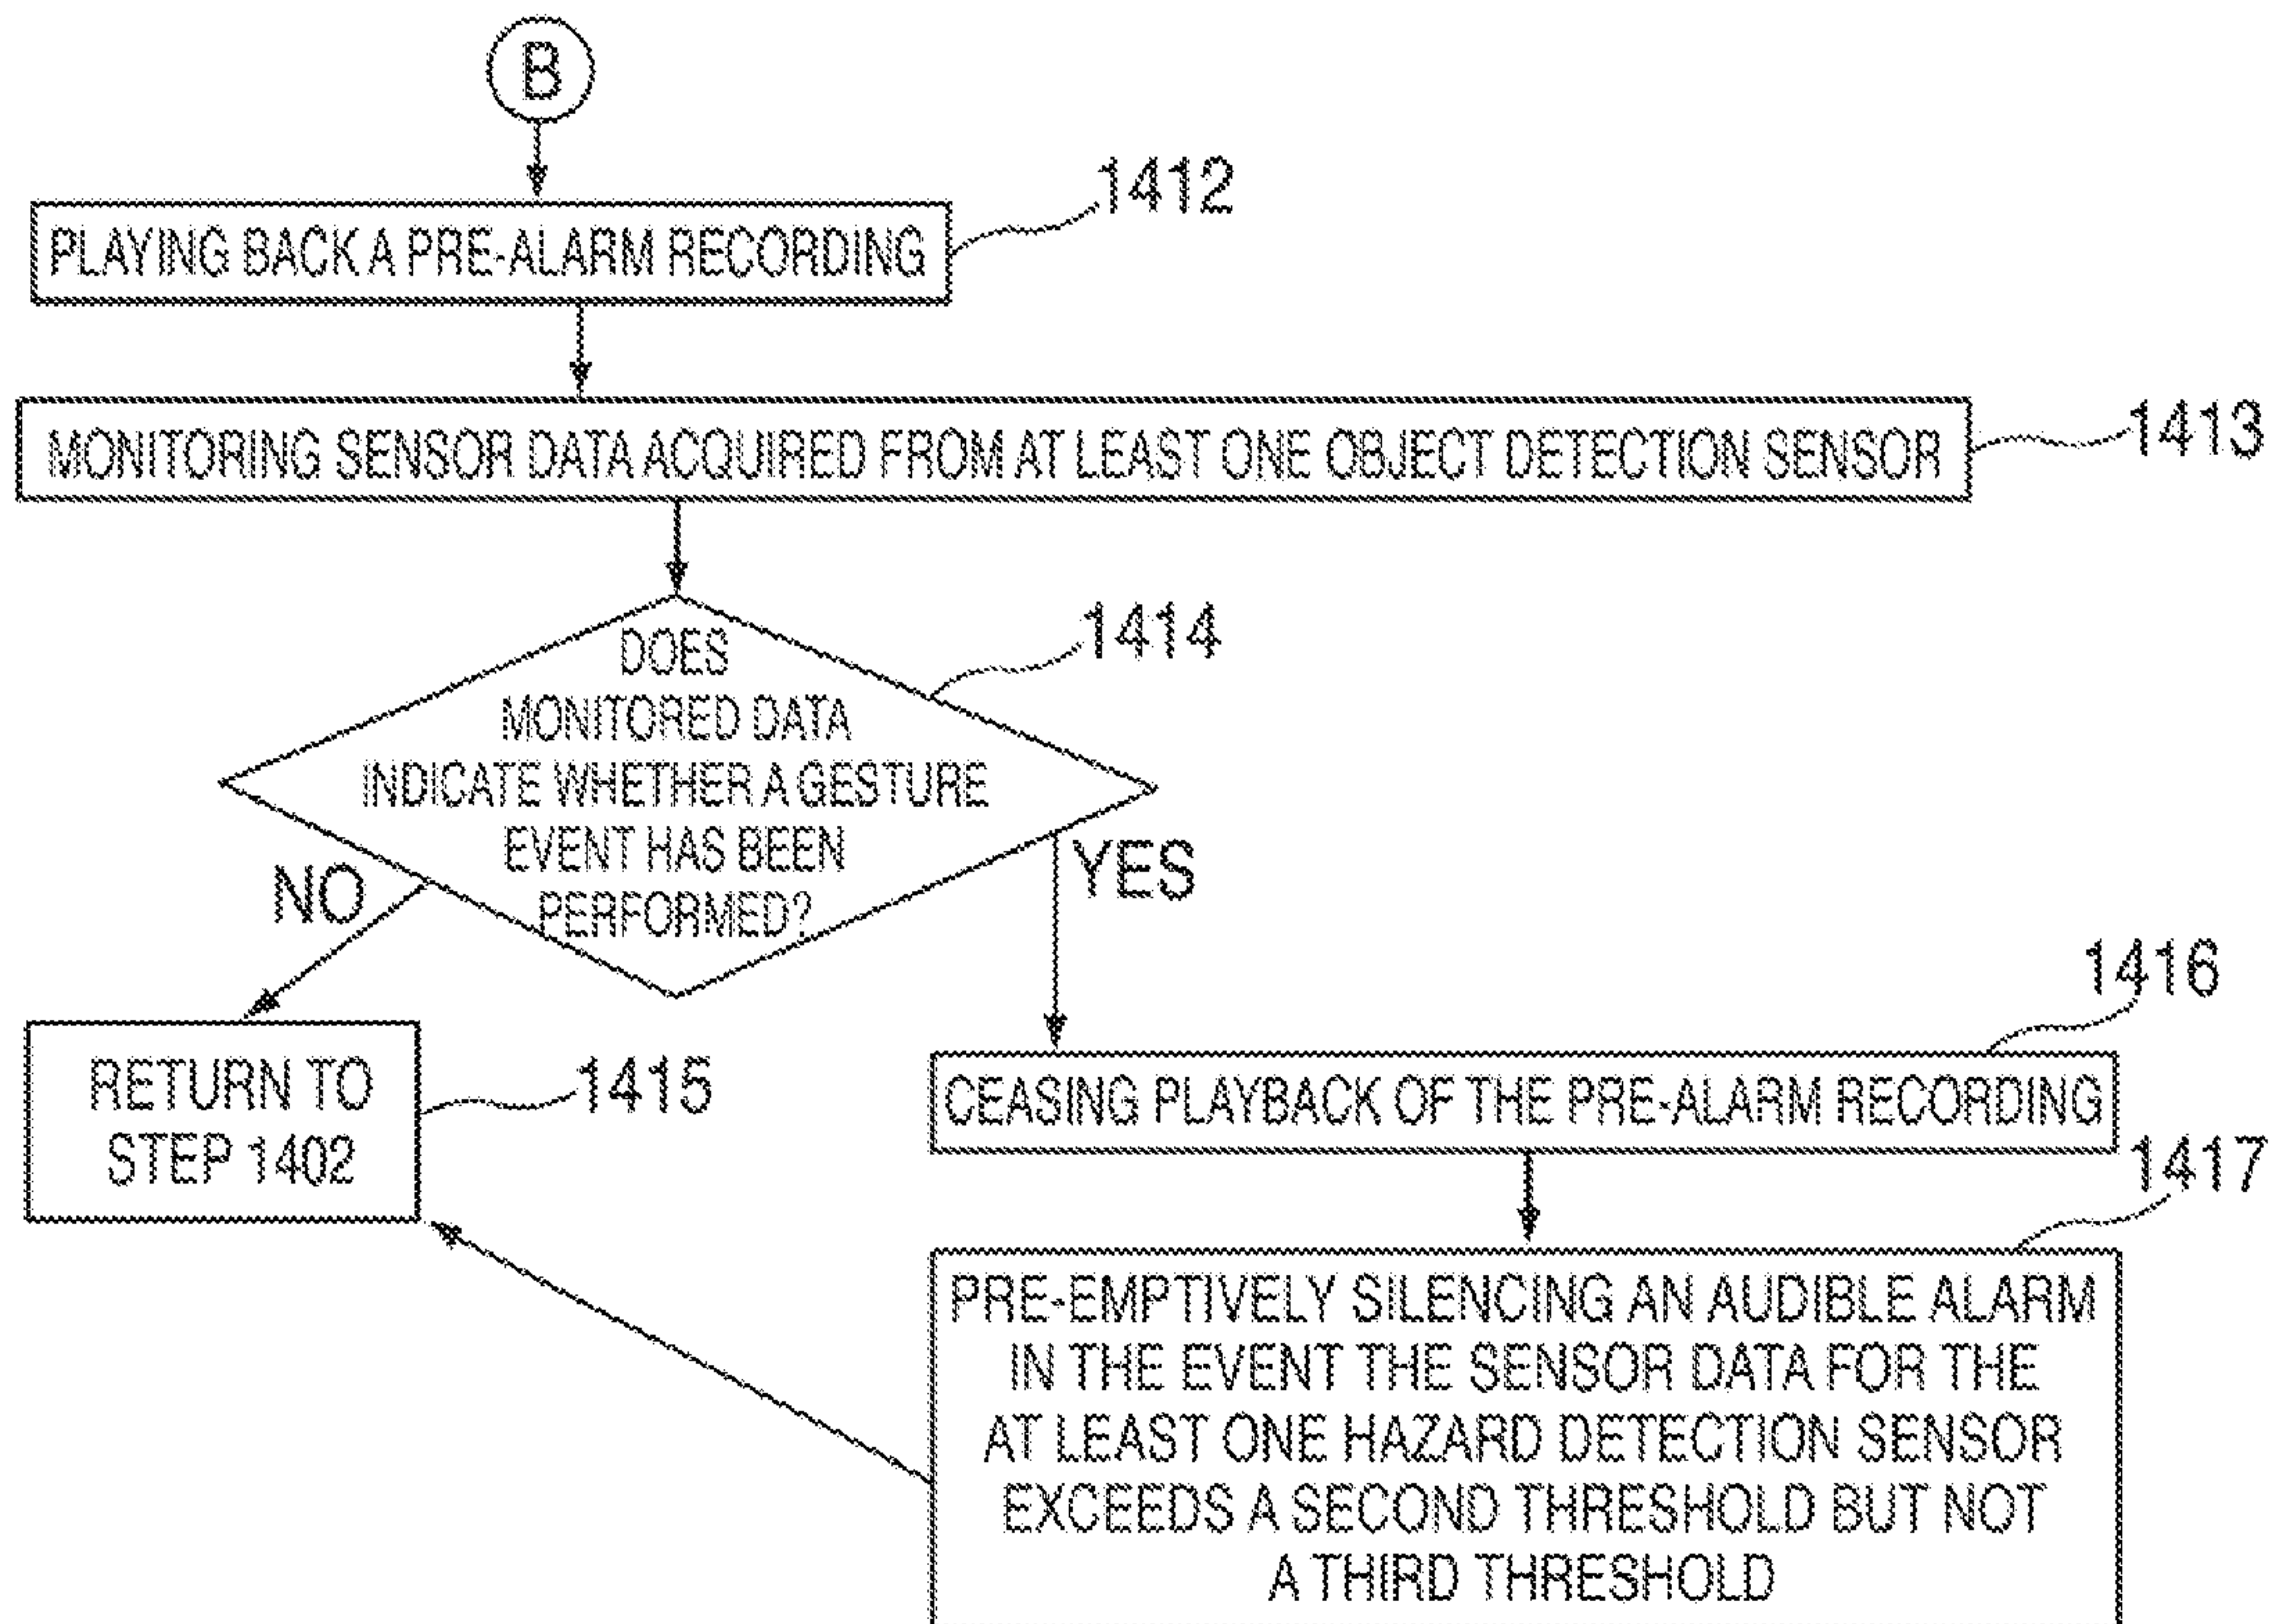 B
1412
PLAYING BACK A PRE-ALARM RECORDING
1413
MONITORING SENSOR DATA ACQUIRED FROM AT LEAST ONE OBJECT DETECTION SENSOR
1414
DOES
MONITORED DATA
INDICATE WHETHER A GESTURE
EVENT HAS BEEN
PERFORMED?
NO
YES
RETURN TO
STEP 1402
1415
1416
CEASING PLAYBACK OF THE PRE-ALARM RECORDING
1417
PRE-EMPTIVELY SILENCING AN AUDIBLE ALARM
IN THE EVENT THE SENSOR DATA FOR THE
AT LEAST ONE HAZARD DETECTION SENSOR
EXCEEDS A SECOND THRESHOLD BUT NOT
A THIRD THRESHOLD